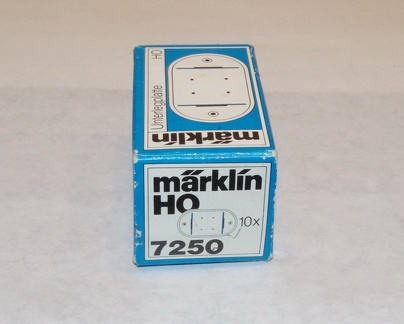 Unterlegplatte HO
märklin
märklin
HO
10x
7250